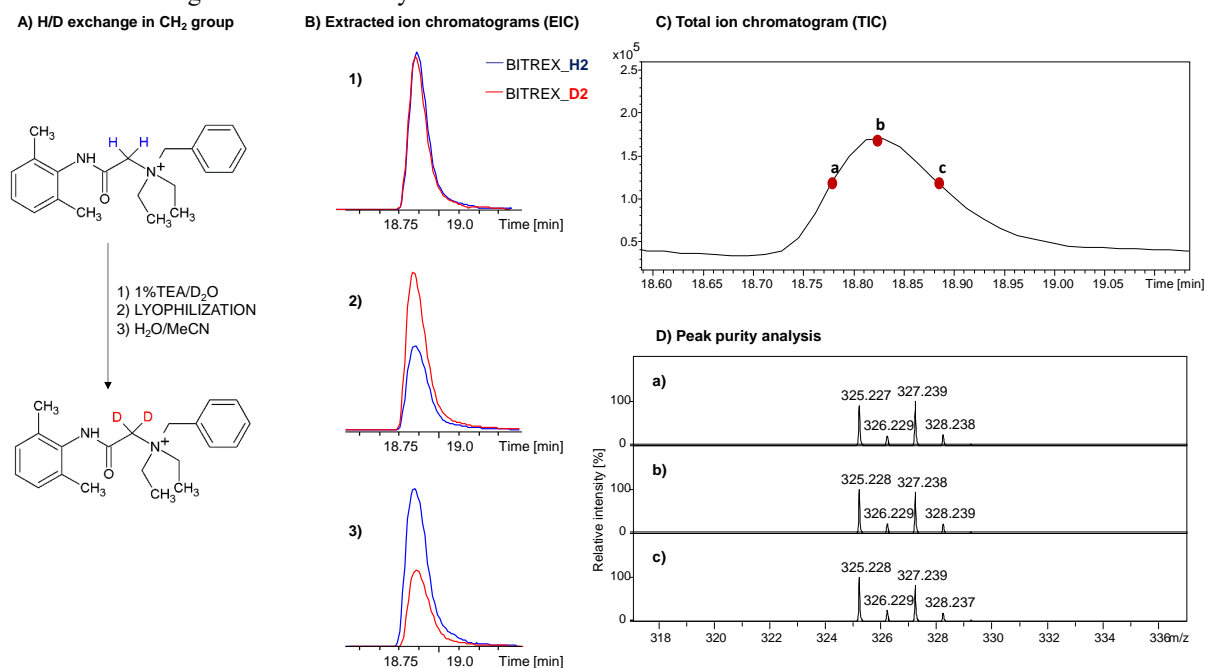 A) H/D exchange in CH2 group
CH3
H H
NH
O
N+
CH3
CH3
CH3
1) 1%TEA/D2O
2) LYOPHILIZATION
3) H2O/MeCN
CH3
D D
NH
O
N+
CH3
CH3
CH3
B) Extracted ion chromatograms (EIC)
1)
BITREX_H2
BITREX_D2
18.75 19.0 Time [min]
2)
18.75 19.0 Time [min]
3)
18.75 19.0 Time [min]
C) Total ion chromatogram (TIC)
x10^5
2.5
2.0
1.5
1.0
0.5
a
b
c
18.60 18.65 18.70 18.75 18.80 18.85 18.90 18.95 19.00 19.05 Time [min]
D) Peak purity analysis
Relative intensity [%]
a)
100
0
325.227
326.229
327.239
328.238
b)
100
0
325.228
326.229
327.238
328.239
c)
100
0
325.228
326.229
327.239
328.237
318 320 322 324 326 328 330 332 334 336 m/z